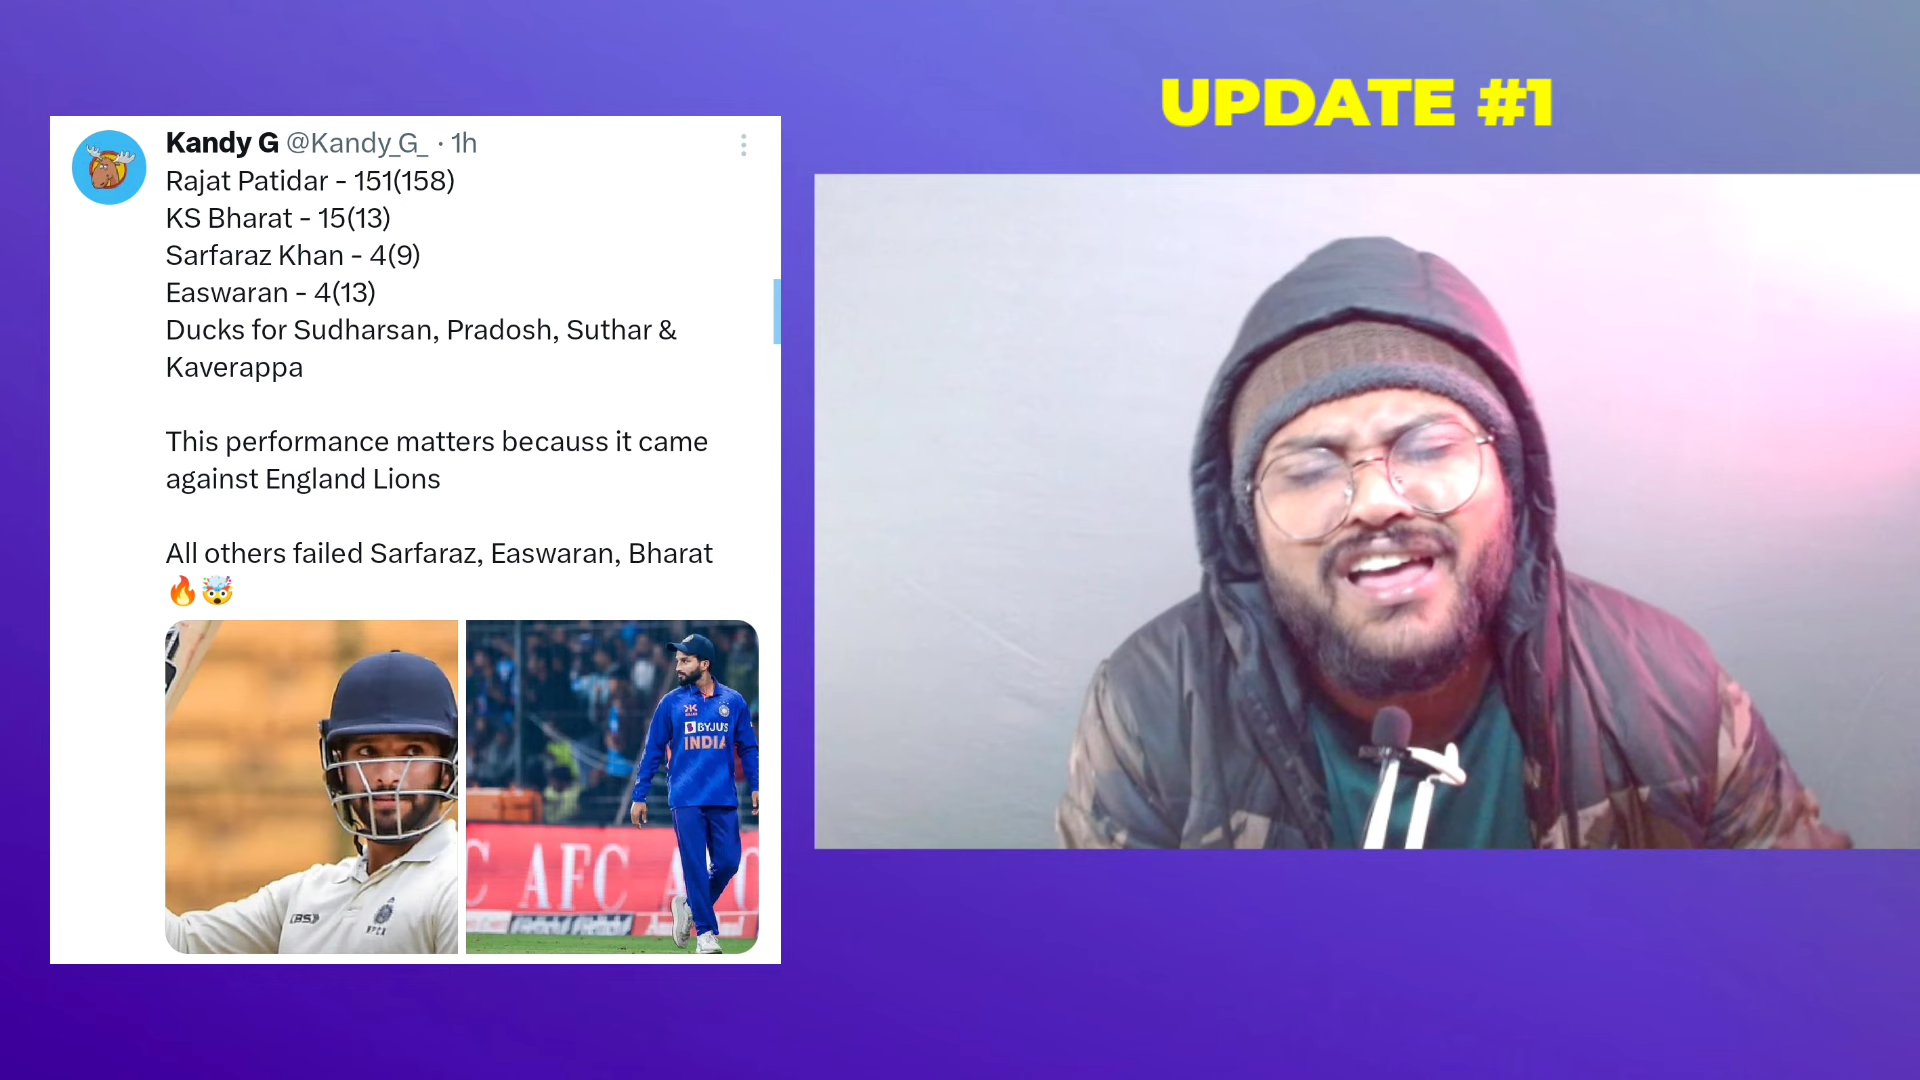 UPDATE #1
Kandy G @Kandy_G_ · 1h
Rajat Patidar - 151(158)
KS Bharat - 15(13)
Sarfaraz Khan - 4(9)
Easwaran - 4(13)
Ducks for Sudharsan, Pradosh, Suthar &
Kaverappa
This performance matters becauss it came
against England Lions
All others failed Sarfaraz, Easwaran, Bharat
🔥🤯
BYJU'S
INDIA
C AFC